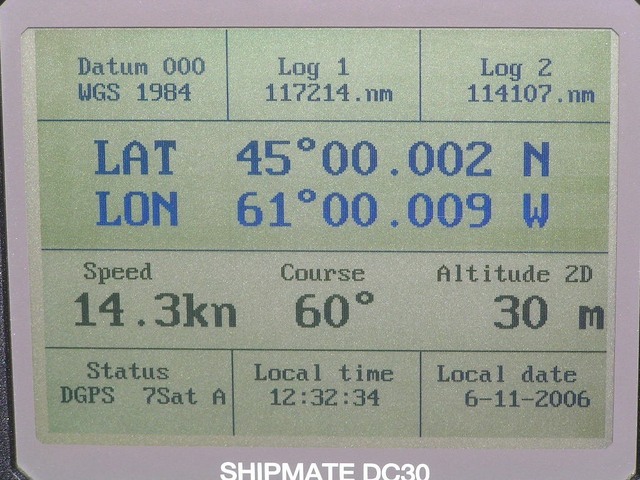 Datum 000 Log 1 Log 2
WGS 1984 117214.nm 114107.nm
LAT 45°00.002 N
LON 61°00.009 W
Speed Course Altitude 2D
14.3kn 60° 30 m
Status Local time Local date
DGPS 7Sat A 12:32:34 6-11-2006
SHIPMATE DC30